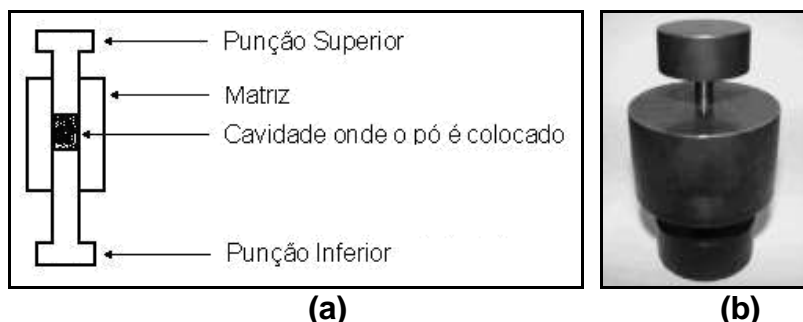 Punção Superior
Matriz
Cavidade onde o pó é colocado
Punção Inferior
(a)
(b)